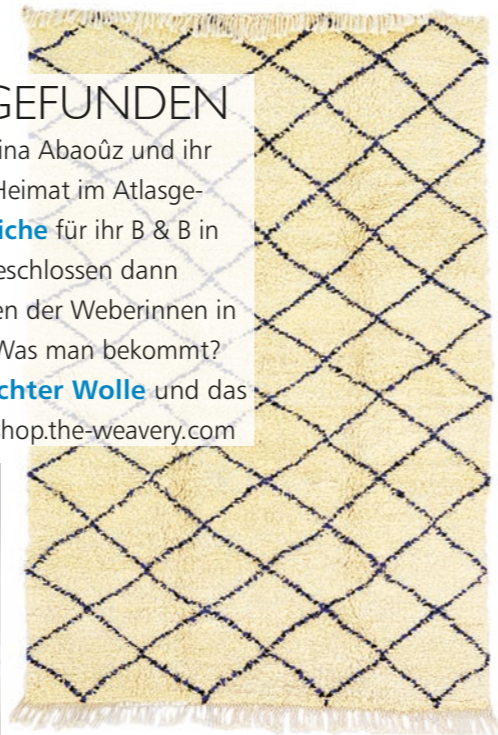 GEFUNDEN
ina Abaoûz und ihr
Heimat im Atlasge-
iche für ihr B & B in
eschlossen dann
en der Weberinnen in
Was man bekommt?
chter Wolle und das
shop.the-weavery.com